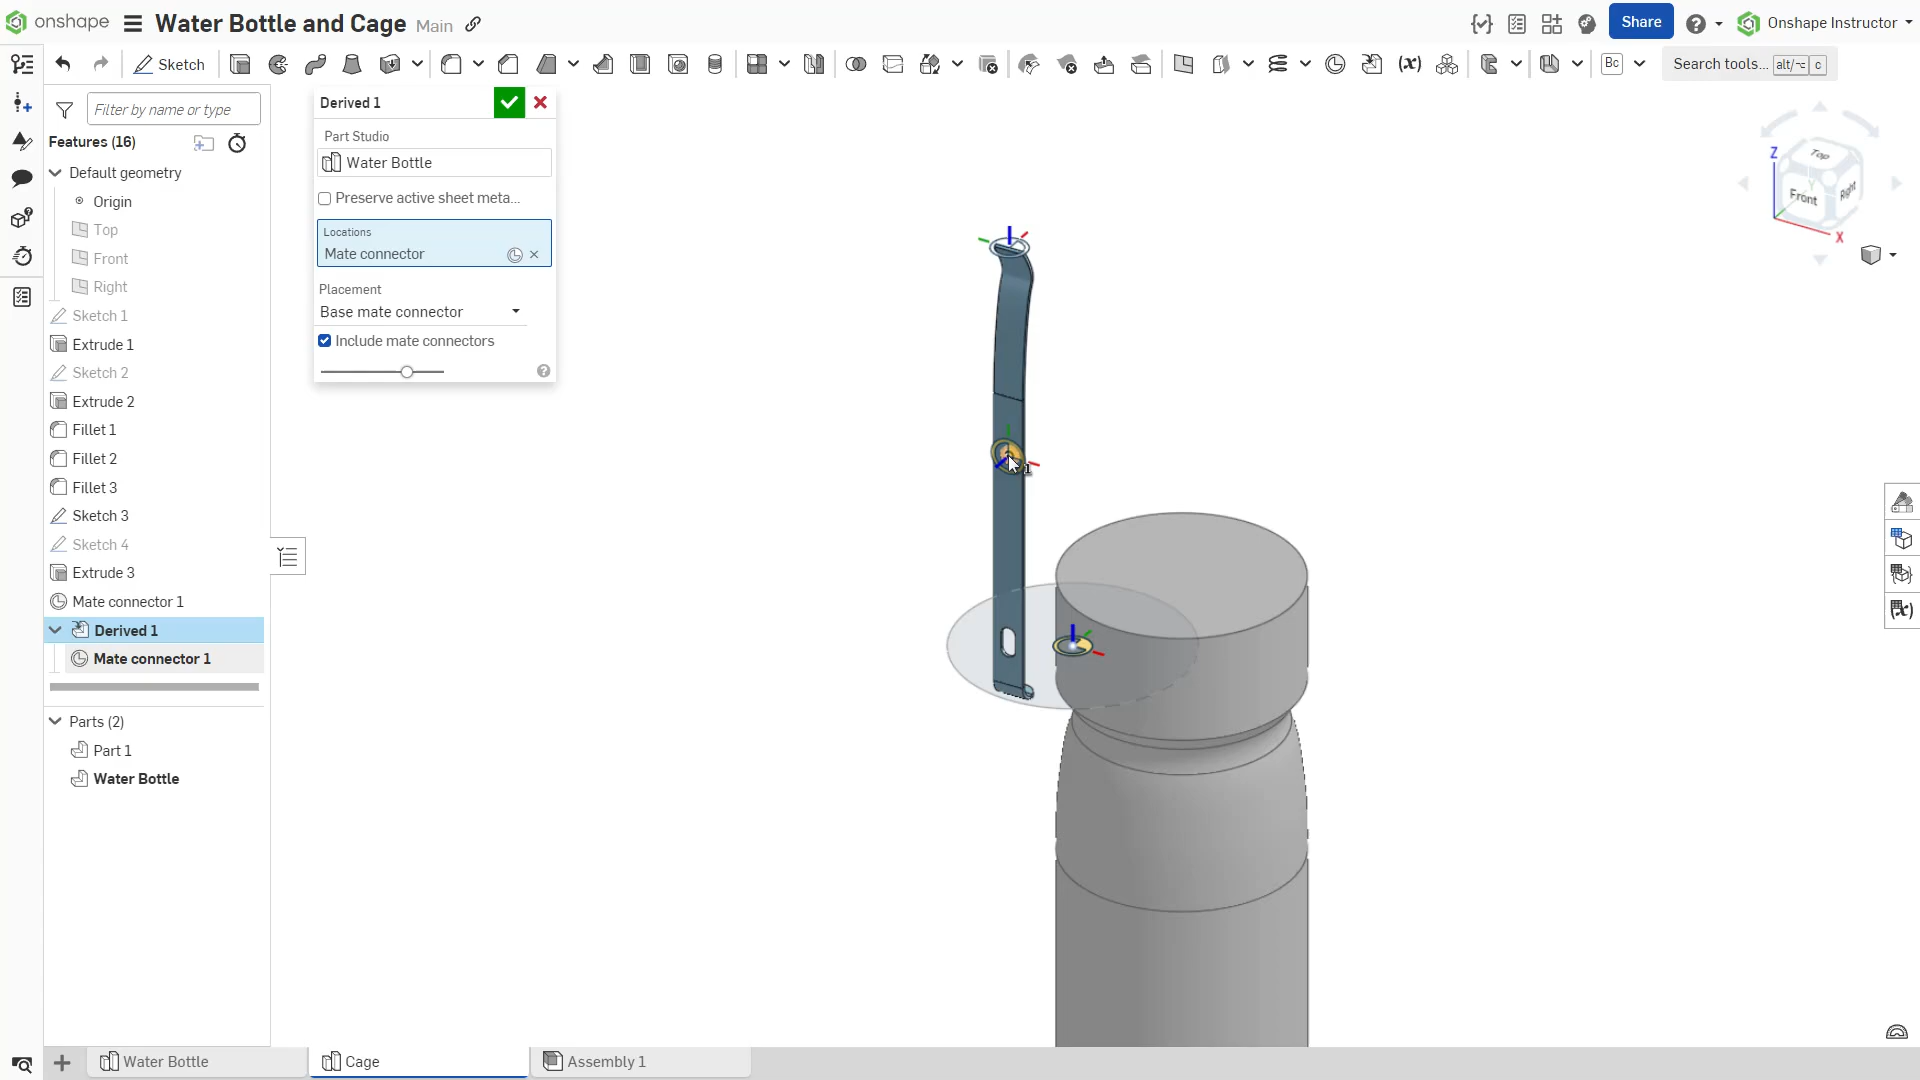 onshape
Water Bottle and Cage Main
Share
Onshape Instructor
Sketch
Bc
Search tools... alt/⌥ c
Filter by name or type
Features (16)
Default geometry
Origin
Top
Front
Right
Sketch 1
Extrude 1
Sketch 2
Extrude 2
Fillet 1
Fillet 2
Fillet 3
Sketch 3
Sketch 4
Extrude 3
Mate connector 1
Derived 1
Mate connector 1
Parts (2)
Part 1
Water Bottle
Derived 1
Part Studio
Water Bottle
Preserve active sheet meta...
Locations
Mate connector
Placement
Base mate connector
Include mate connectors
1
Z
Top
Y
Front
Right
X
(x)
(x)
Water Bottle
Cage
Assembly 1